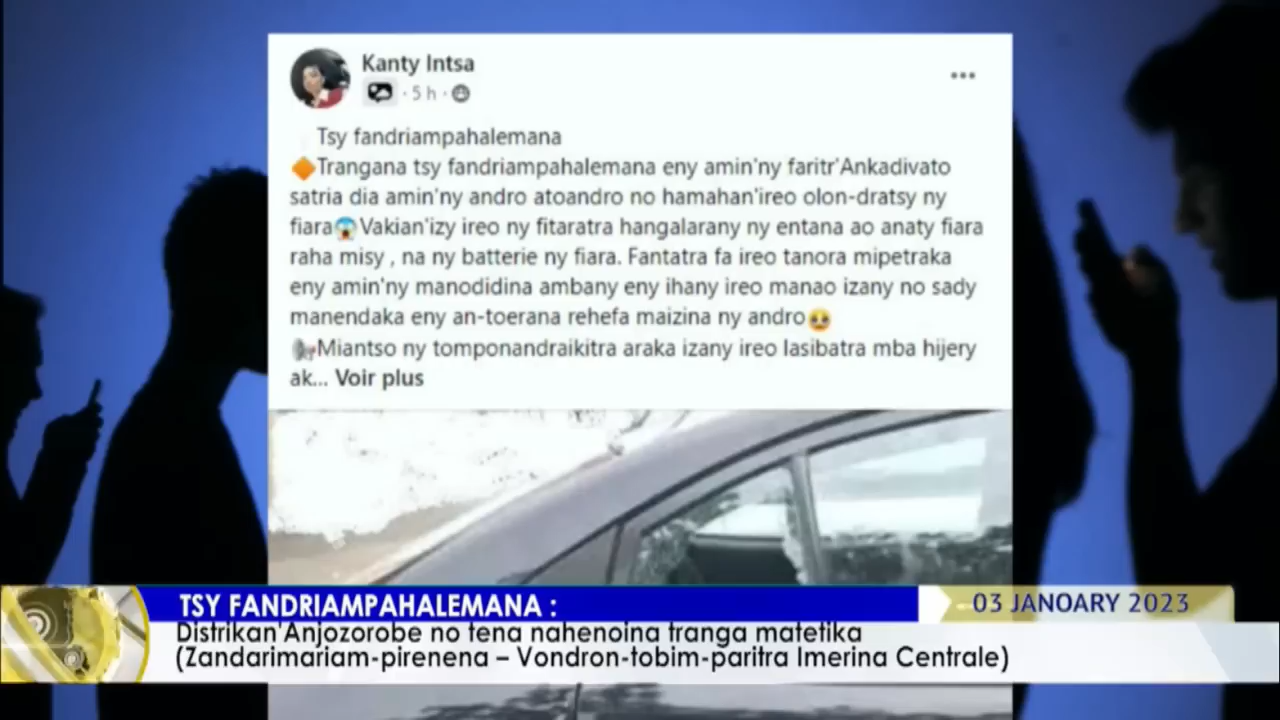 Kanty Intsa
· 5 h ·
Tsy fandriampahalemana
Trangana tsy fandriampahalemana eny amin'ny faritr'Ankadivato
satria dia amin'ny andro atoandro no hamahan'ireo olon-dratsy ny
fiara Vakian'izy ireo ny fitaratra hangalarany ny entana ao anaty fiara
raha misy , na ny batterie ny fiara. Fantatra fa ireo tanora mipetraka
eny amin'ny manodidina ambany eny ihany ireo manao izany no sady
manendaka eny an-toerana rehefa maizina ny andro
Miantso ny tomponandraikitra araka izany ireo lasibatra mba hijery
ak... Voir plus
TSY FANDRIAMPAHALEMANA :
03 JANOARY 2023
Distrikan'Anjozorobe no tena nahenoina tranga matetika
(Zandarimariam-pirenena – Vondron-tobim-paritra Imerina Centrale)